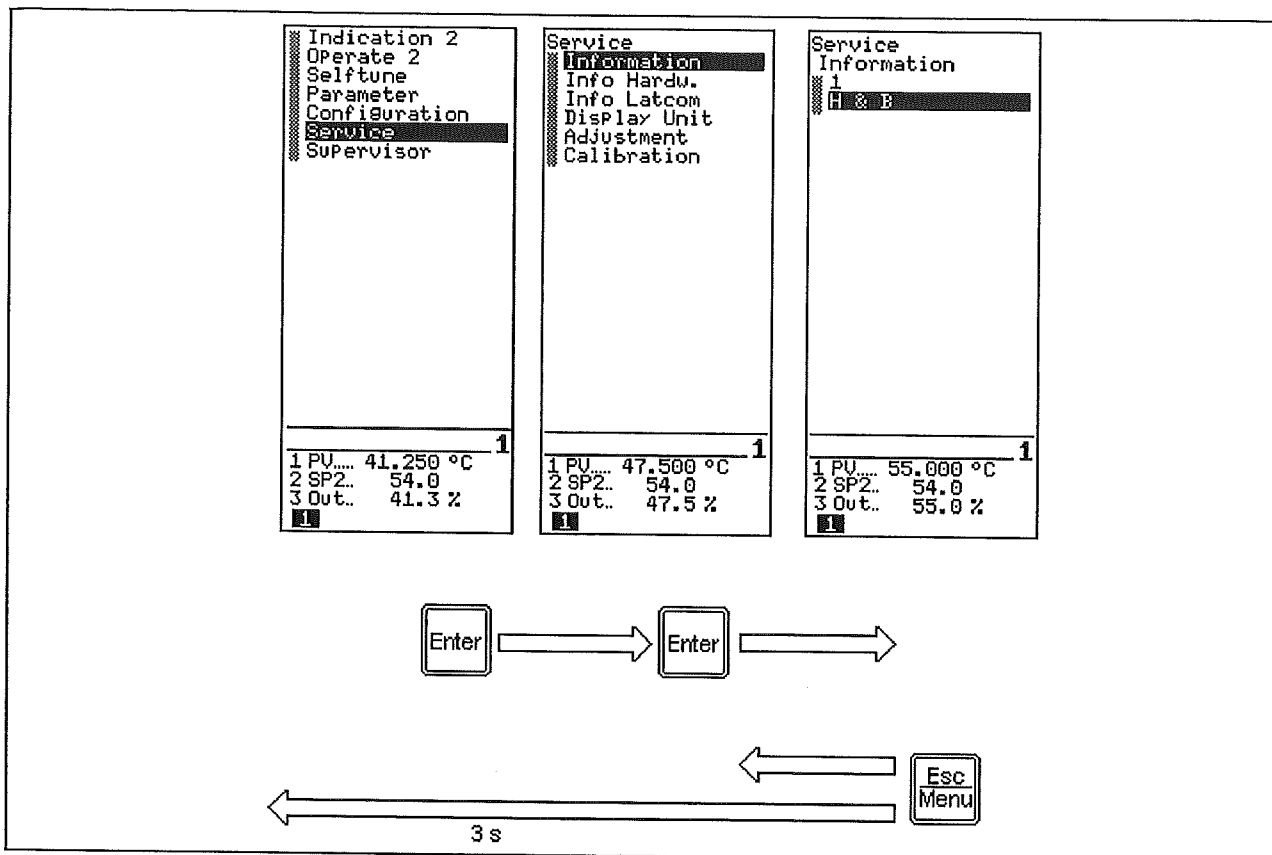 Indication 2
Operate 2
Selftune
Parameter
Configuration
Service
Supervisor
1
1 PV..... 41.250 °C
2 SP2.. 54.0
3 Out.. 41.3 %
1
Service
Information
Info Hardw.
Info Latcom
Display Unit
Adjustment
Calibration
1
1 PV..... 47.500 °C
2 SP2.. 54.0
3 Out.. 47.5 %
1
Service
Information
1
H & B
1
1 PV..... 55.000 °C
2 SP2.. 54.0
3 Out.. 55.0 %
1
Enter
Enter
Esc
Menu
3 s